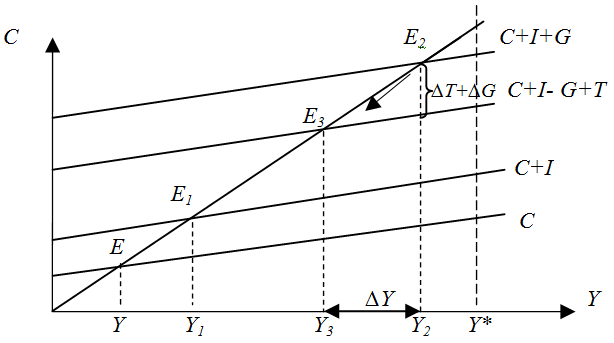 C
E₂
C+I+G
ΔT+ΔG
C+I- G+T
E₃
E₁
C+I
E
C
ΔY
Y
Y
Y₁
Y₃
Y₂
Y*